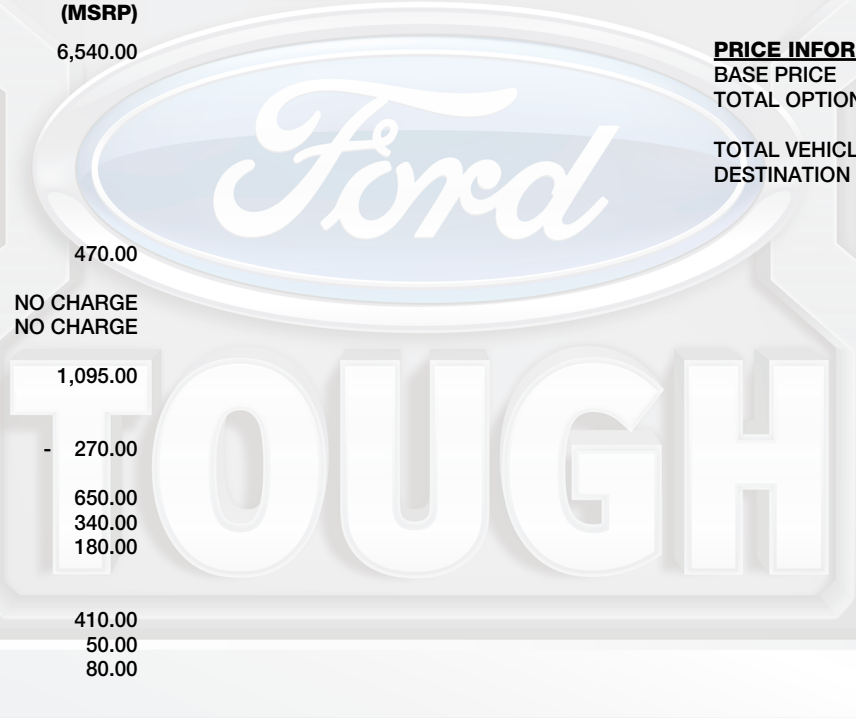 (MSRP)
6,540.00
470.00
NO CHARGE
NO CHARGE
1,095.00
- 270.00
650.00
340.00
180.00
410.00
50.00
80.00
PRICE INFOR
BASE PRICE
TOTAL OPTION
TOTAL VEHICL
DESTINATION
Ford
TOUGH